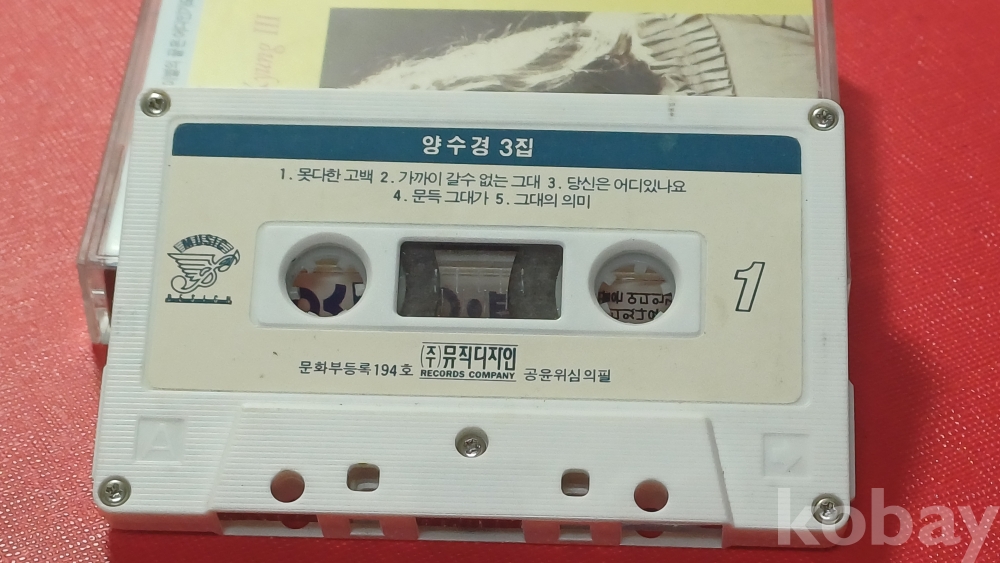 III
양수경 3집
1. 못다한 고백 2. 가까이 갈수 없는 그대 3. 당신은 어디있나요
4. 문득 그대가 5. 그대의 의미
1
(주)뮤직디자인
RECORDS COMPANY
문화부등록194호 공윤위심의필
A
kobay